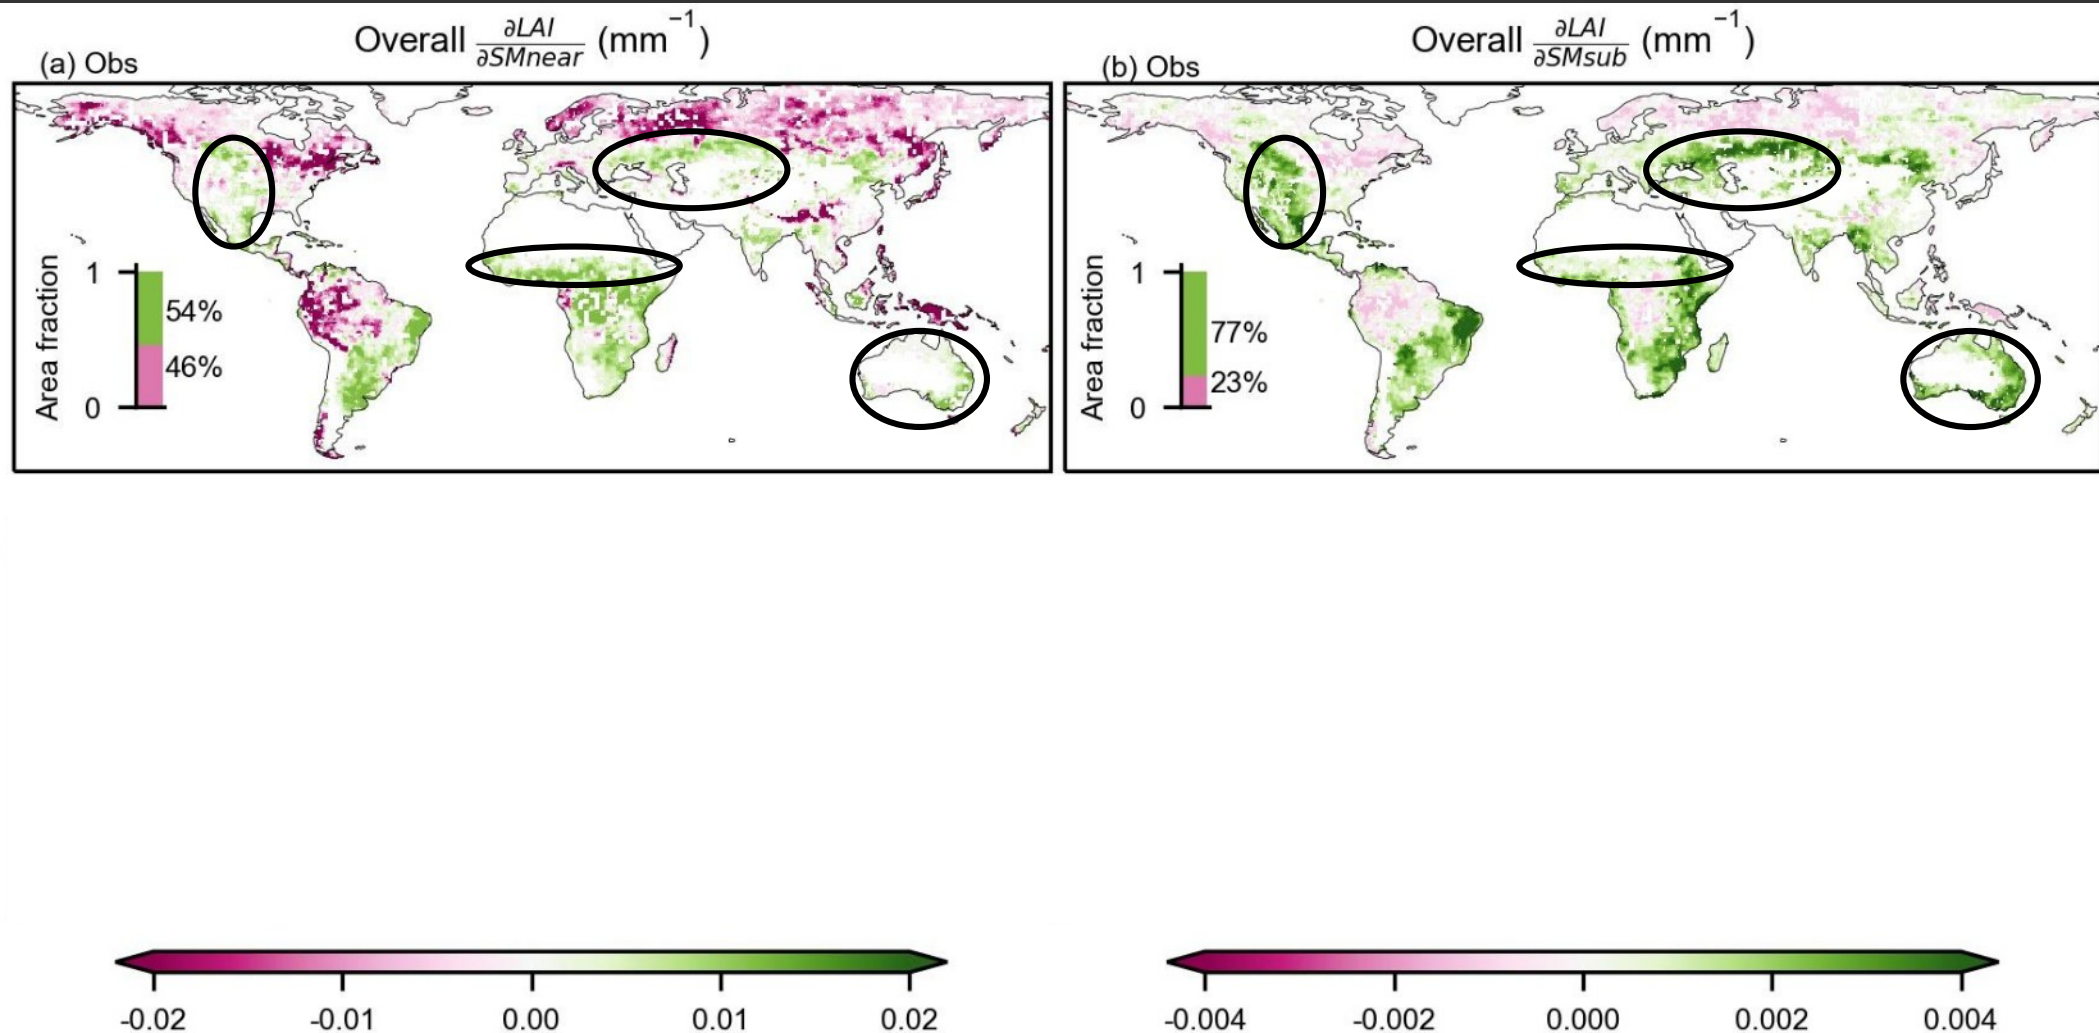 Overall ∂LAI/∂SMnear (mm⁻¹)
(a) Obs
Area fraction
1
54%
46%
0
-0.02 -0.01 0.00 0.01 0.02
Overall ∂LAI/∂SMsub (mm⁻¹)
(b) Obs
Area fraction
1
77%
23%
0
-0.004 -0.002 0.000 0.002 0.004